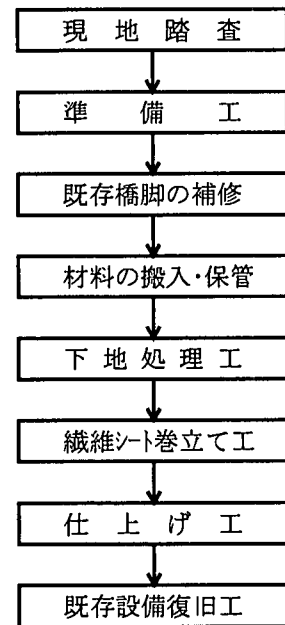 現地踏査
準備工
既存橋脚の補修
材料の搬入・保管
下地処理工
繊維シート巻立て工
仕上げ工
既存設備復旧工